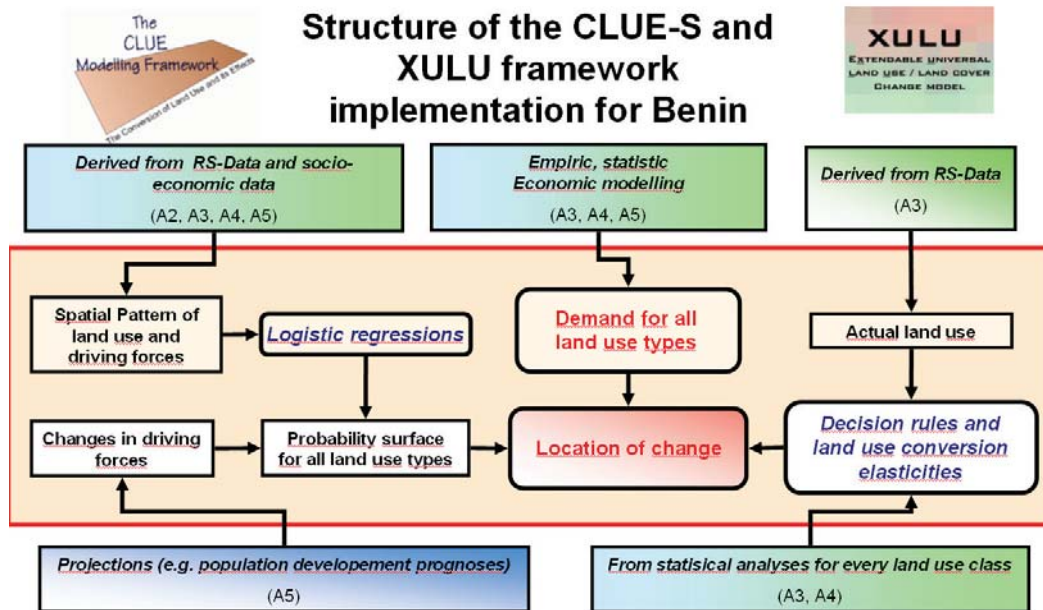 The
CLUE
Modelling Framework
The Conversion of Land Use and its Effects
Structure of the CLUE-S and
XULU framework
implementation for Benin
XULU
EXTENDABLE UNIVERSAL
LAND USE / LAND COVER
CHANGE MODEL
Derived from RS-Data and socio-
economic data
(A2, A3, A4, A5)
Empiric, statistic
Economic modelling
(A3, A4, A5)
Derived from RS-Data
(A3)
Spatial Pattern of
land use and
driving forces
Logistic regressions
Demand for all
land use types
Actual land use
Changes in driving
forces
Probability surface
for all land use types
Location of change
Decision rules and
land use conversion
elasticities
Projections (e.g. population developement prognoses)
(A5)
From statisical analyses for every land use class
(A3, A4)